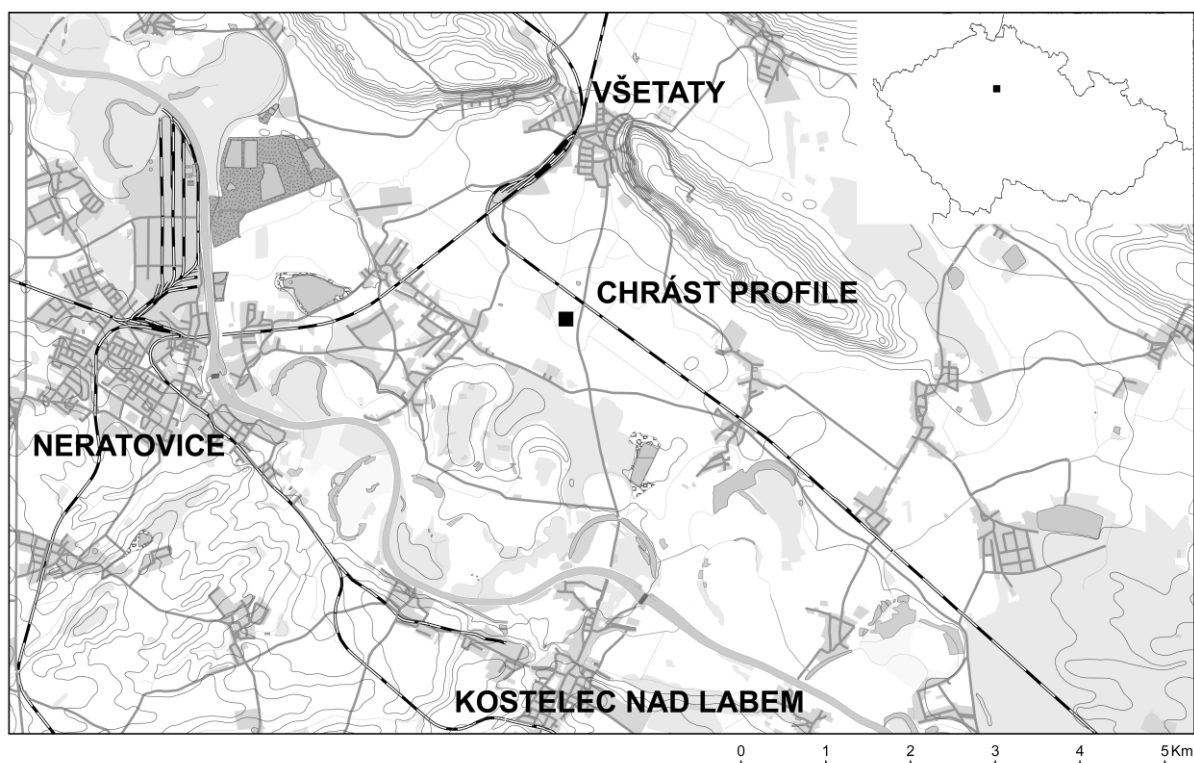 VŠETATY
CHRÁST PROFILE
NERATOVICE
KOSTELEC NAD LABEM
0 1 2 3 4 5 Km